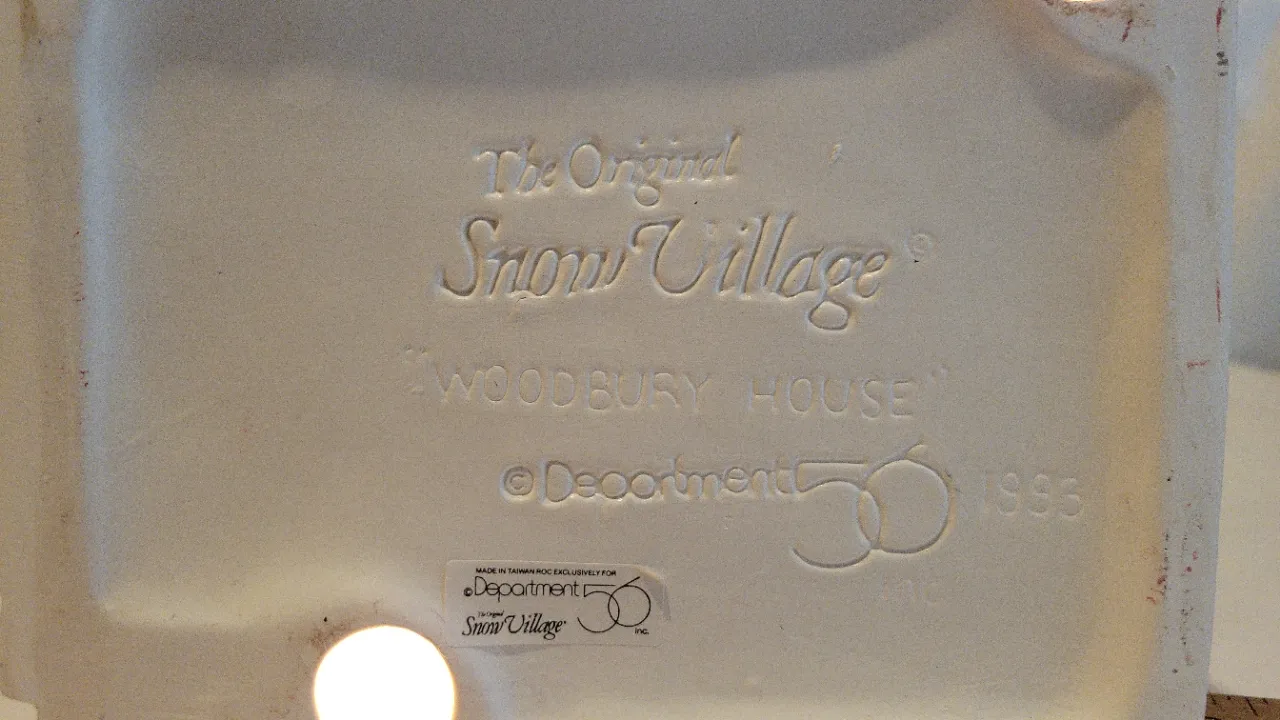 The Original
Snow Village ©
"WOODBURY HOUSE"
© Department 56 1993
MADE IN TAIWAN ROC EXCLUSIVELY FOR
© Department 56 inc.
The Original
Snow Village